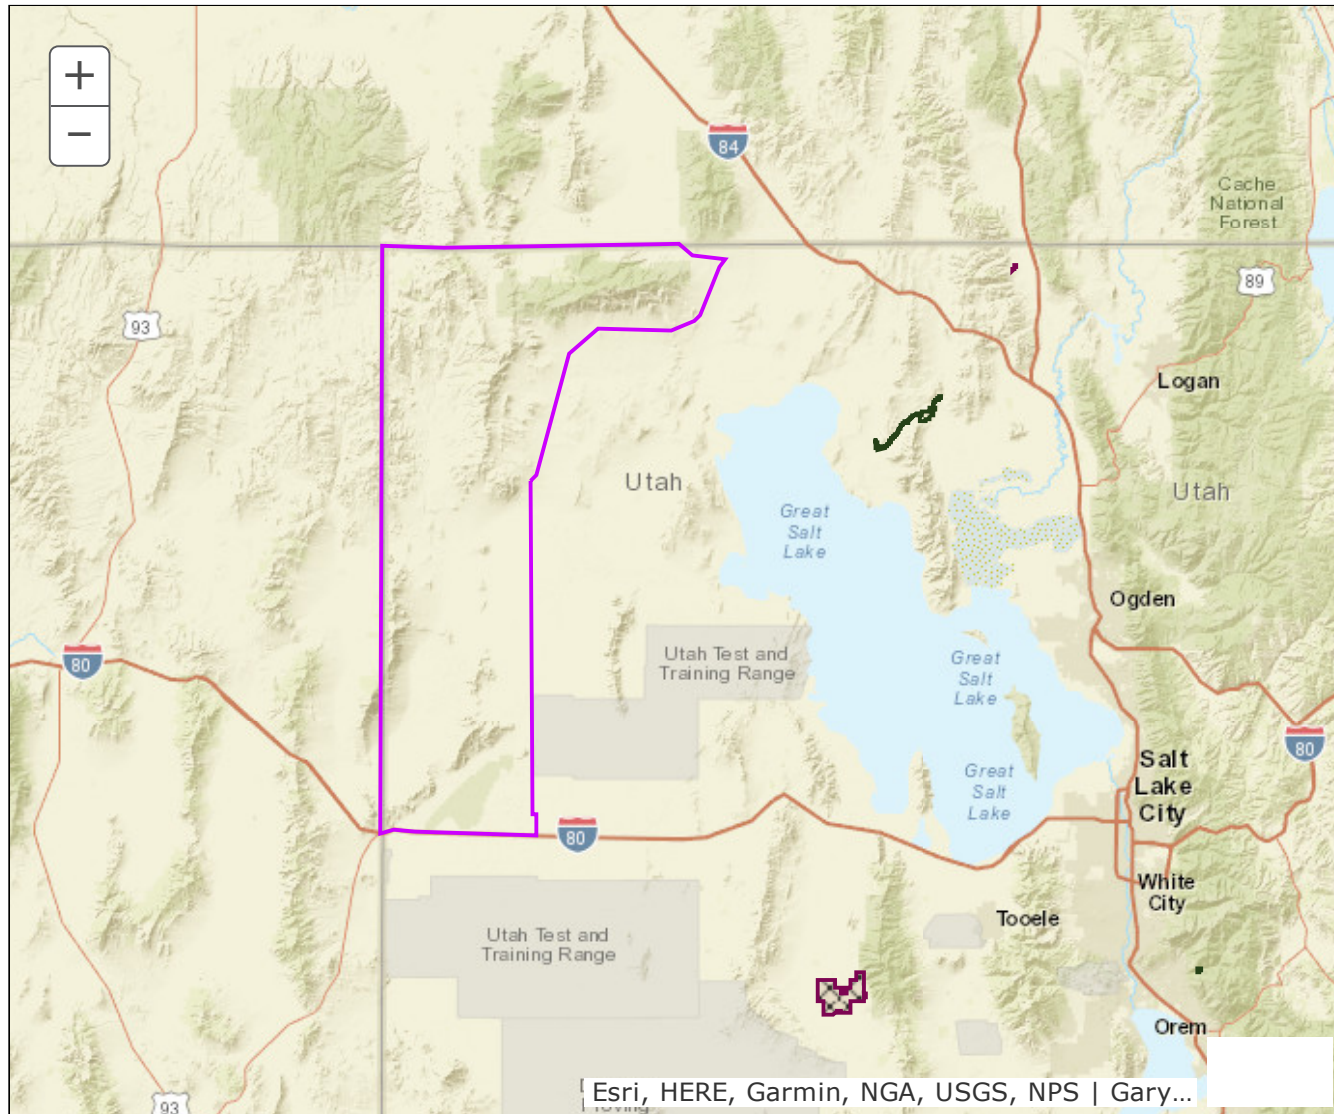 +
−
84
Cache
National
Forest
89
93
Logan
Utah
Utah
Great
Salt
Lake
Ogden
Utah Test and
Training Range
Great
Salt
Lake
80
80
Salt
Lake
City
Great
Salt
Lake
80
White
City
Tooele
Utah Test and
Training Range
Orem
93
Esri, HERE, Garmin, NGA, USGS, NPS | Gary...